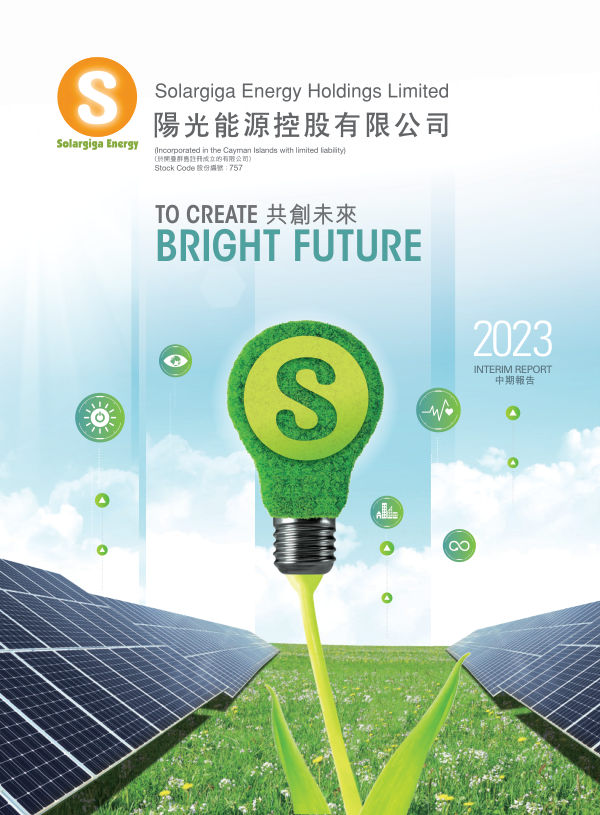 S
Solargiga Energy
Solargiga Energy Holdings Limited
陽光能源控股有限公司
(Incorporated in the Cayman Islands with limited liability)
(於開曼群島註冊成立的有限公司)
Stock Code 股份編號:757
TO CREATE 共創未來
BRIGHT FUTURE
2023
INTERIM REPORT
中期報告
S